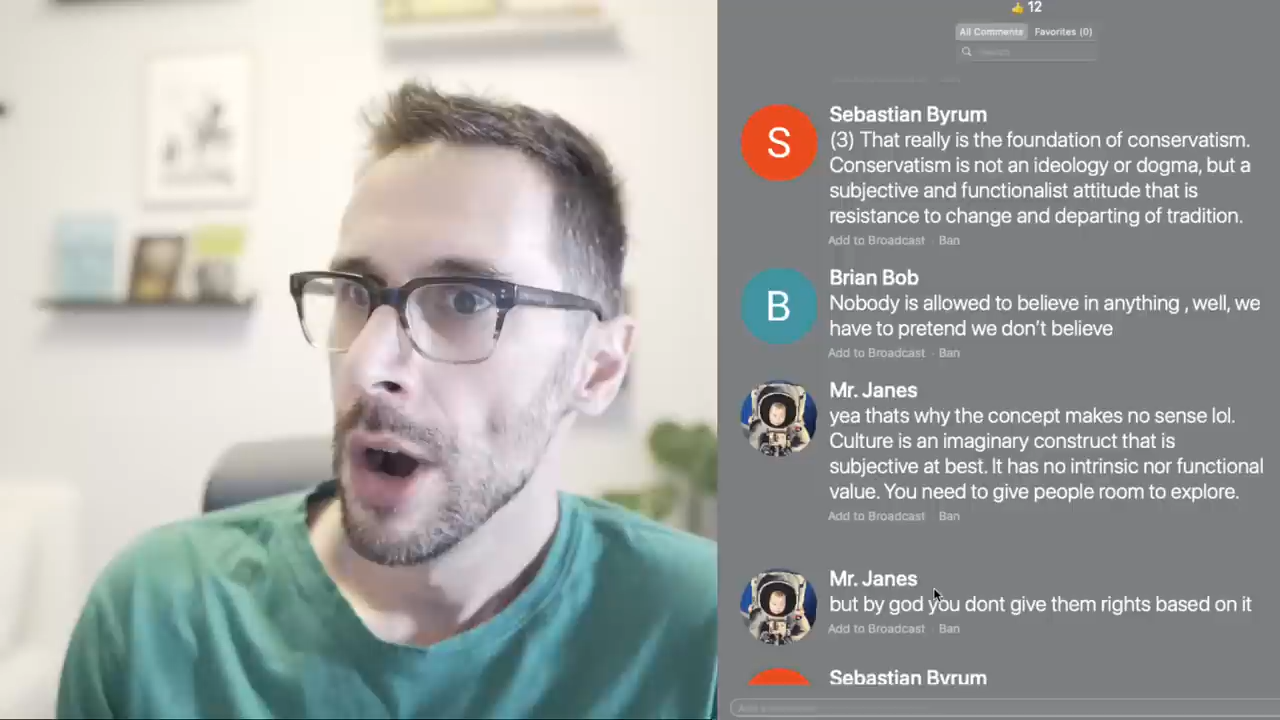 👍 12
All Comments Favorites (0)
Search
S
Sebastian Byrum
(3) That really is the foundation of conservatism.
Conservatism is not an ideology or dogma, but a
subjective and functionalist attitude that is
resistance to change and departing of tradition.
Add to Broadcast · Ban
B
Brian Bob
Nobody is allowed to believe in anything , well, we
have to pretend we don’t believe
Add to Broadcast · Ban
Mr. Janes
yea thats why the concept makes no sense lol.
Culture is an imaginary construct that is
subjective at best. It has no intrinsic nor functional
value. You need to give people room to explore.
Add to Broadcast · Ban
Mr. Janes
but by god you dont give them rights based on it
Add to Broadcast · Ban
Sebastian Byrum